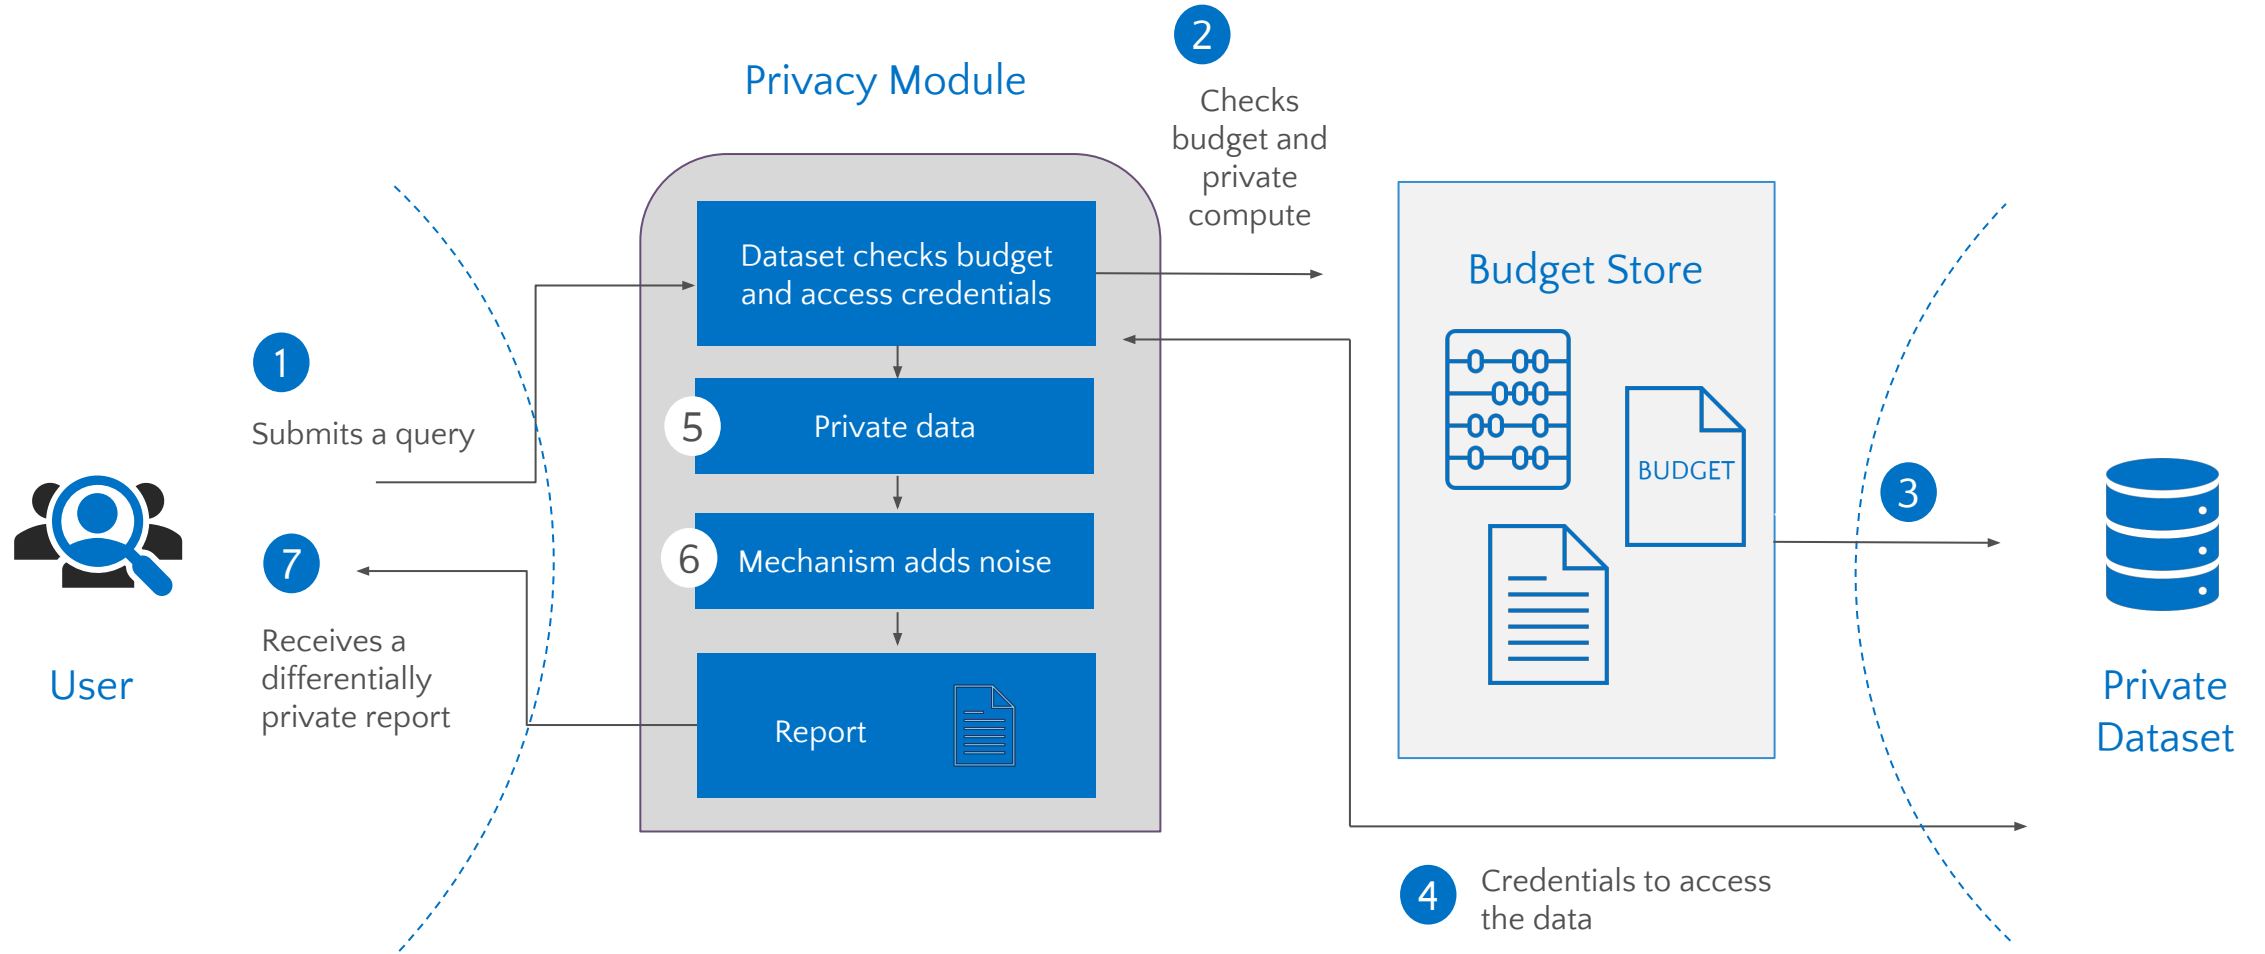 2
Privacy Module
Checks
budget and
private
compute
Dataset checks budget
and access credentials
Budget Store
1
Submits a query
5
Private data
BUDGET
3
6
Mechanism adds noise
7
Receives a
differentially
private report
User
Report
Private
Dataset
4
Credentials to access
the data